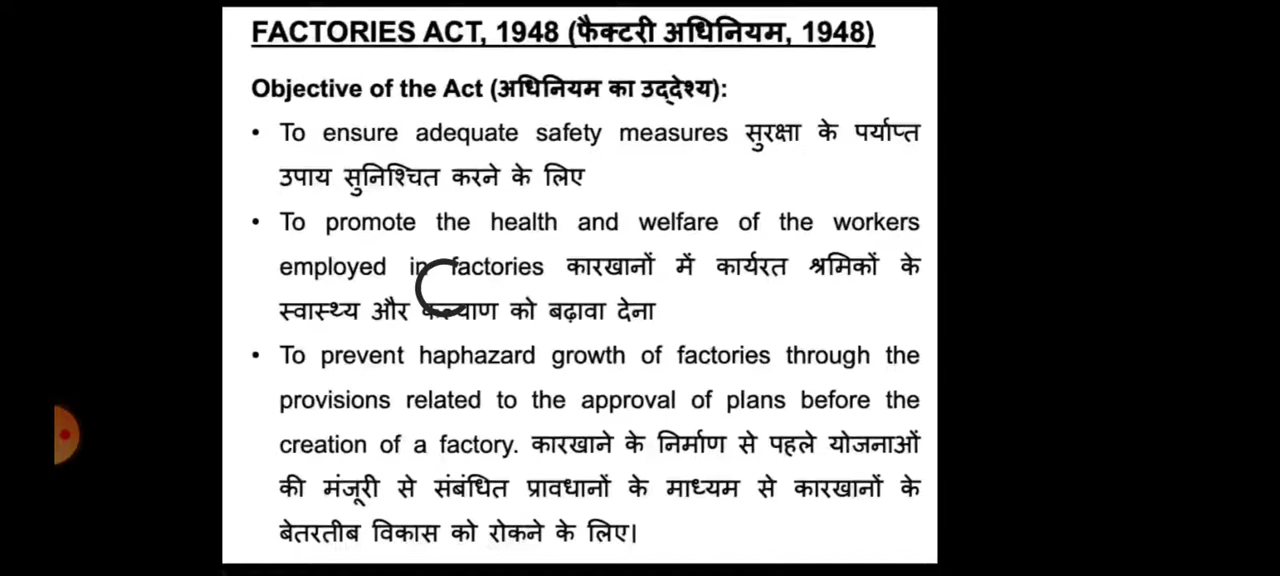 FACTORIES ACT, 1948 (फैक्टरी अधिनियम, 1948)
Objective of the Act (अधिनियम का उद्देश्य):
• To ensure adequate safety measures सुरक्षा के पर्याप्त
उपाय सुनिश्चित करने के लिए
• To promote the health and welfare of the workers
employed in factories कारखानों में कार्यरत श्रमिकों के
स्वास्थ्य और कल्याण को बढ़ावा देना
• To prevent haphazard growth of factories through the
provisions related to the approval of plans before the
creation of a factory. कारखाने के निर्माण से पहले योजनाओं
की मंजूरी से संबंधित प्रावधानों के माध्यम से कारखानों के
बेतरतीब विकास को रोकने के लिए।